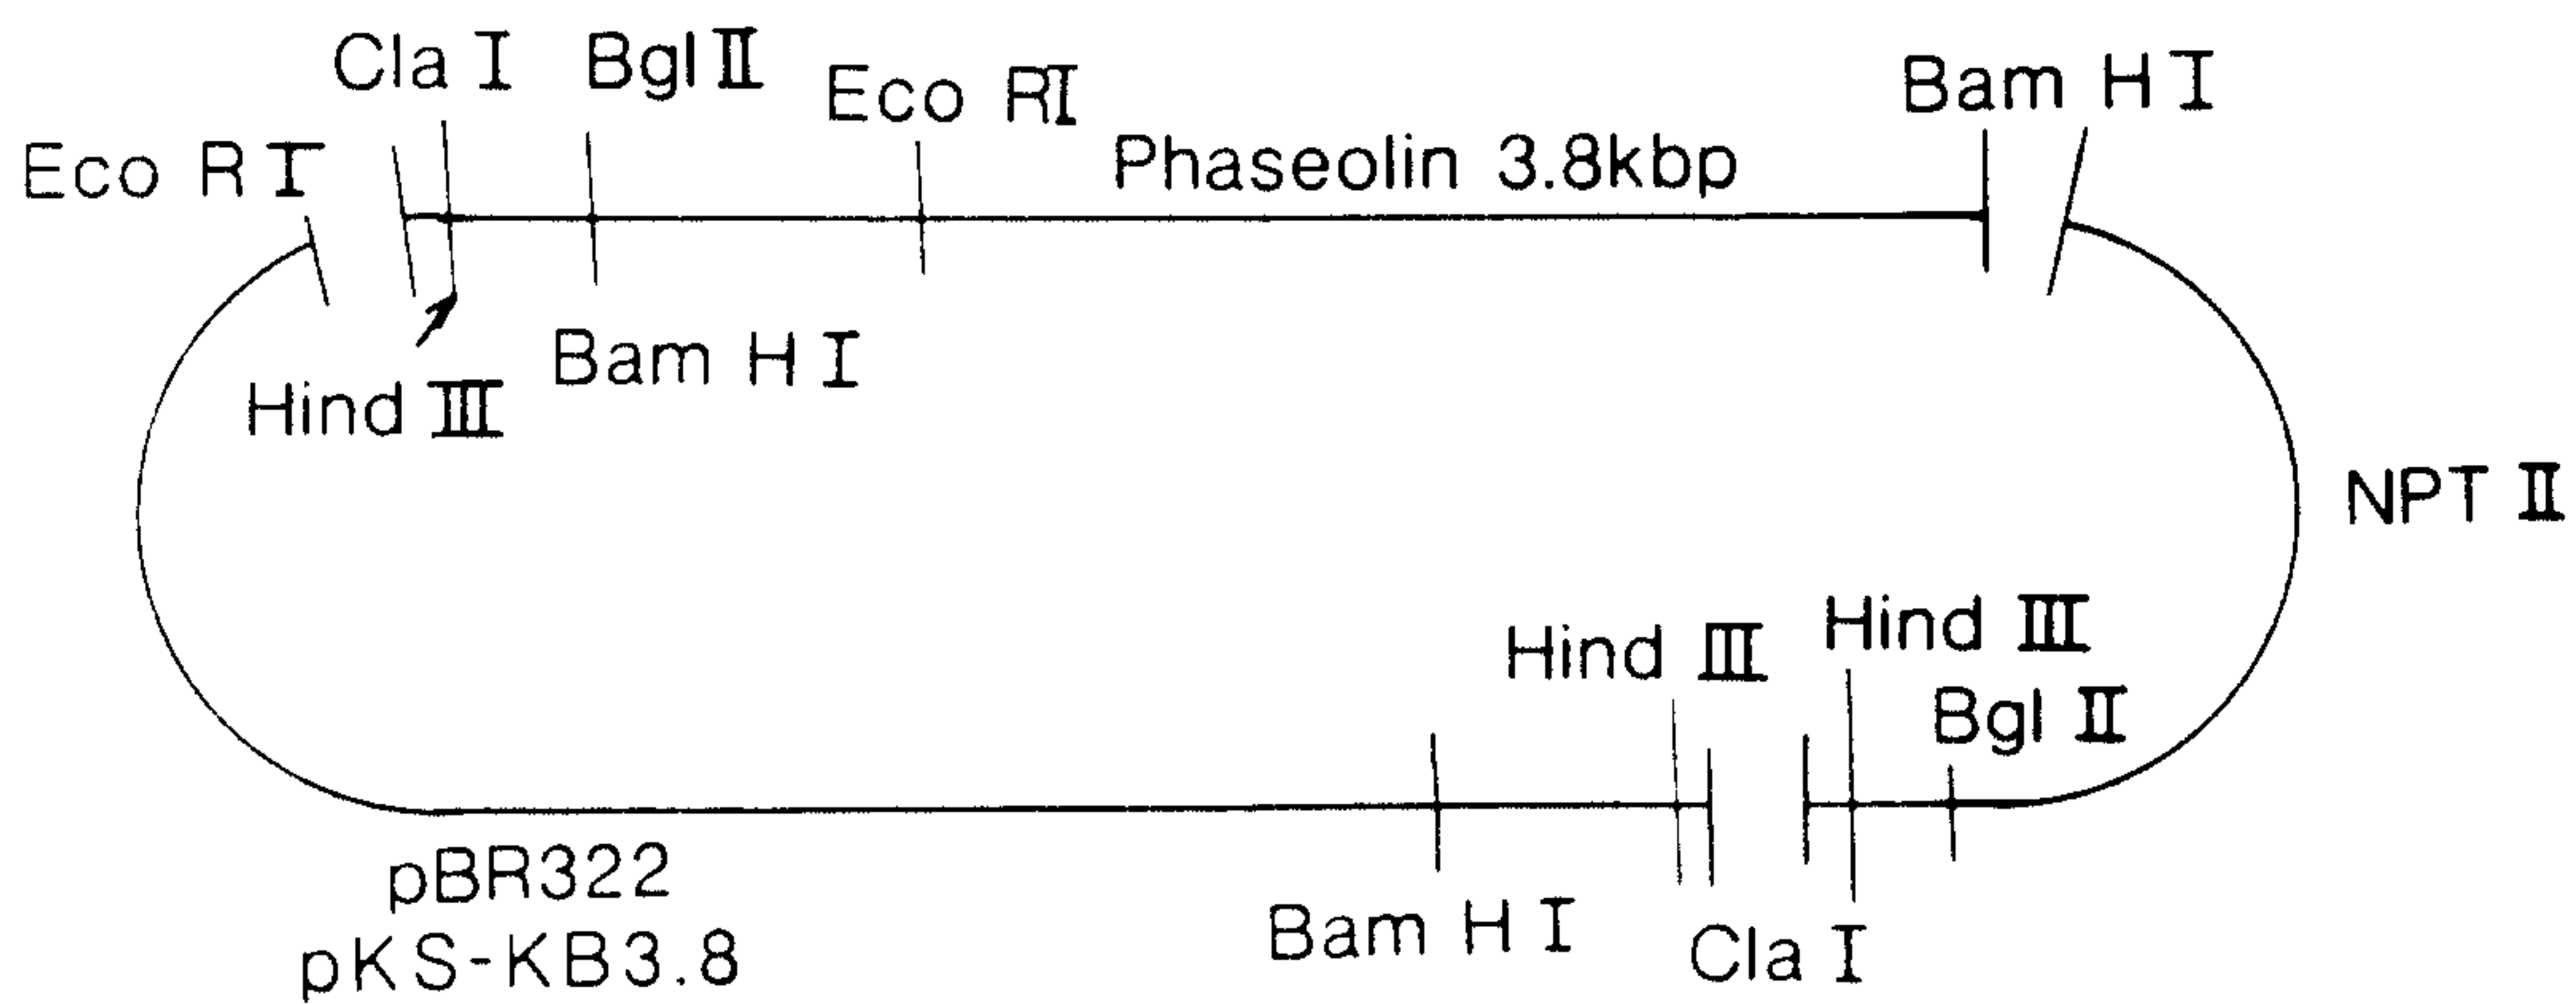 Cla I
Bgl II
Eco RI
Bam H I
Eco R I
Phaseolin 3.8kbp
Hind III
Bam H I
NPT II
Hind III
Hind III
Bgl II
pBR322
pKS-KB3.8
Bam H I
Cla I